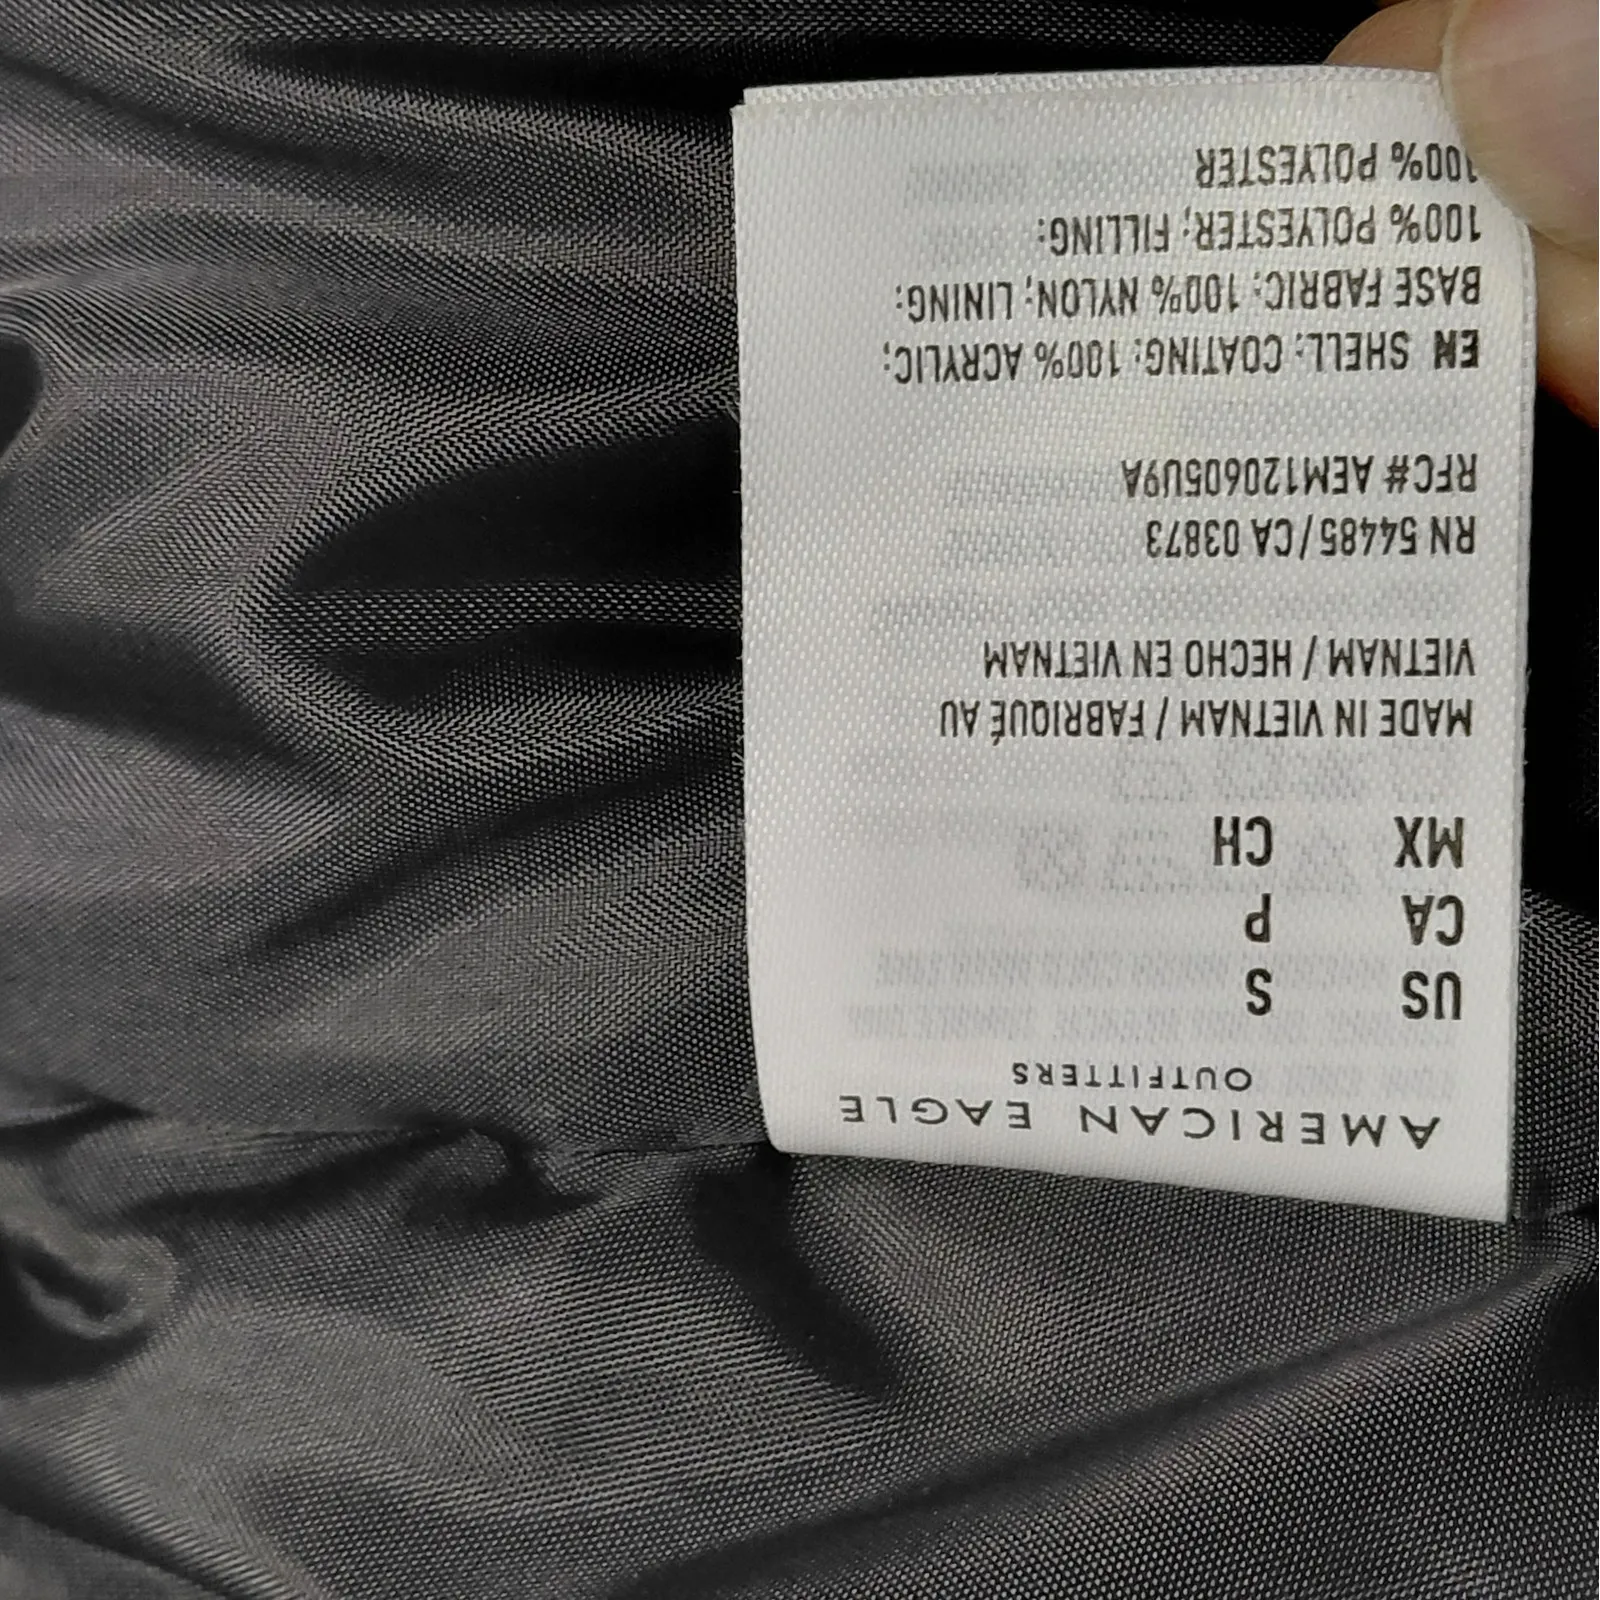 AMERICAN EAGLE
OUTFITTERS
US S
CA P
MX CH
MADE IN VIETNAM / FABRIQUÉ AU
VIETNAM / HECHO EN VIETNAM
RN 54485/CA 03873
RFC# AEM120605U9A
EN SHELL: COATING: 100% ACRYLIC;
BASE FABRIC: 100% NYLON; LINING:
100% POLYESTER; FILLING:
100% POLYESTER